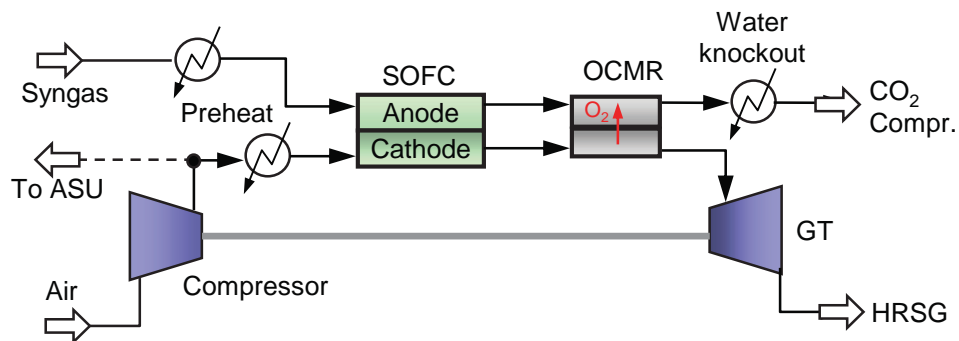 Water
knockout
SOFC
OCMR
Syngas
Preheat
Anode
Cathode
O2
CO2
Compr.
To ASU
GT
Compressor
Air
HRSG